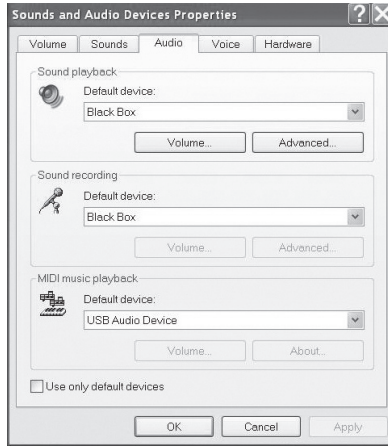 Sounds and Audio Devices Properties
Volume Sounds Audio Voice Hardware
Sound playback
Default device:
Black Box
Volume... Advanced...
Sound recording
Default device:
Black Box
Volume... Advanced...
MIDI music playback
Default device:
USB Audio Device
Volume... About...
Use only default devices
OK Cancel Apply